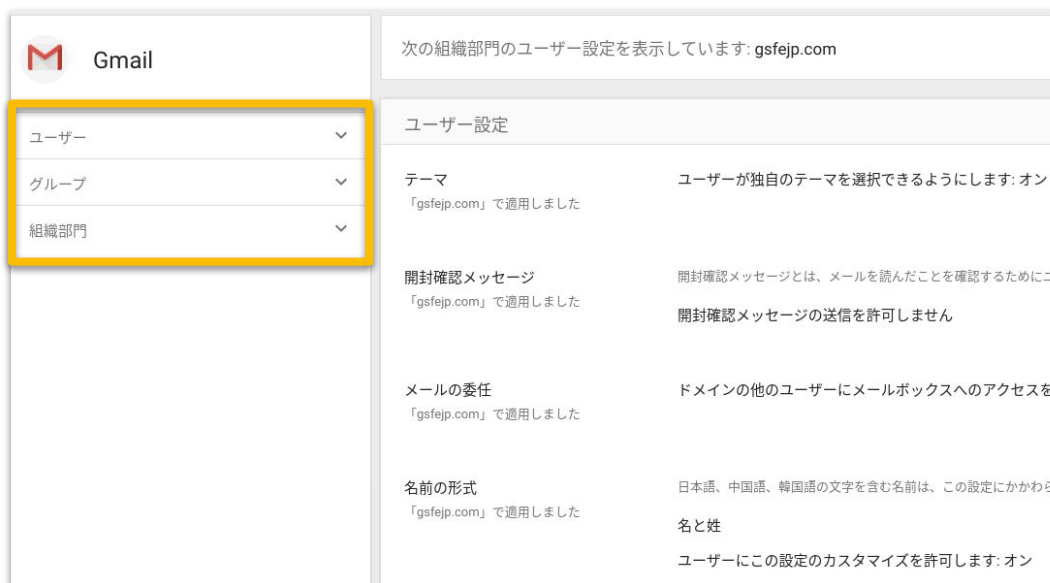 Gmail
次の組織部門のユーザー設定を表示しています: gsfejp.com
ユーザー
グループ
組織部門
ユーザー設定
テーマ
「gsfejp.com」で適用しました
ユーザーが独自のテーマを選択できるようにします: オン
開封確認メッセージ
「gsfejp.com」で適用しました
開封確認メッセージとは、メールを読んだことを確認するために
開封確認メッセージの送信を許可しません
メールの委任
「gsfejp.com」で適用しました
ドメインの他のユーザーにメールボックスへのアクセスを
名前の形式
「gsfejp.com」で適用しました
日本語、中国語、韓国語の文字を含む名前は、この設定にかかわら
名と姓
ユーザーにこの設定のカスタマイズを許可します: オン